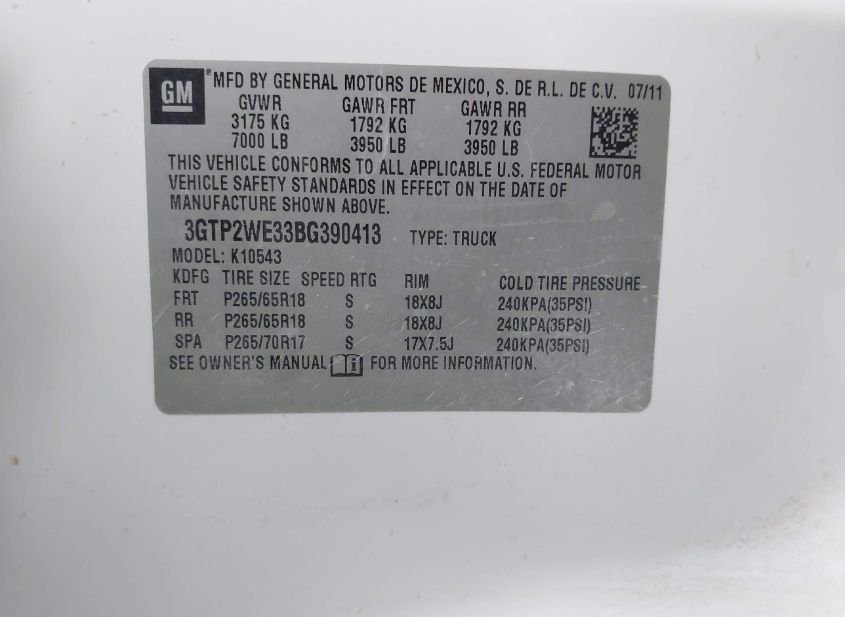 GM
®MFD BY GENERAL MOTORS DE MEXICO, S. DE R.L. DE C.V. 07/11
GVWR GAWR FRT GAWR RR
3175 KG 1792 KG 1792 KG
7000 LB 3950 LB 3950 LB
THIS VEHICLE CONFORMS TO ALL APPLICABLE U.S. FEDERAL MOTOR
VEHICLE SAFETY STANDARDS IN EFFECT ON THE DATE OF
MANUFACTURE SHOWN ABOVE.
3GTP2WE33BG390413 TYPE: TRUCK
MODEL: K10543
KDFG TIRE SIZE SPEED RTG RIM COLD TIRE PRESSURE
FRT P265/65R18 S 18X8J 240KPA(35PSI)
RR P265/65R18 S 18X8J 240KPA(35PSI)
SPA P265/70R17 S 17X7.5J 240KPA(35PSI)
SEE OWNER'S MANUAL FOR MORE INFORMATION.